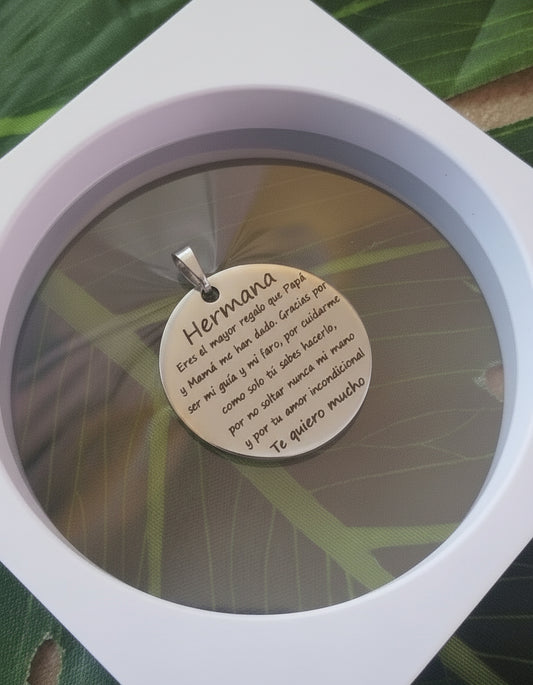 Hermana
Eres el mayor regalo que Papá
y Mamá me han dado. Gracias por
ser mi guía y mi faro, por cuidarme
como solo tú sabes hacerlo,
por no soltar nunca mi mano
y por tu amor incondicional
Te quiero mucho